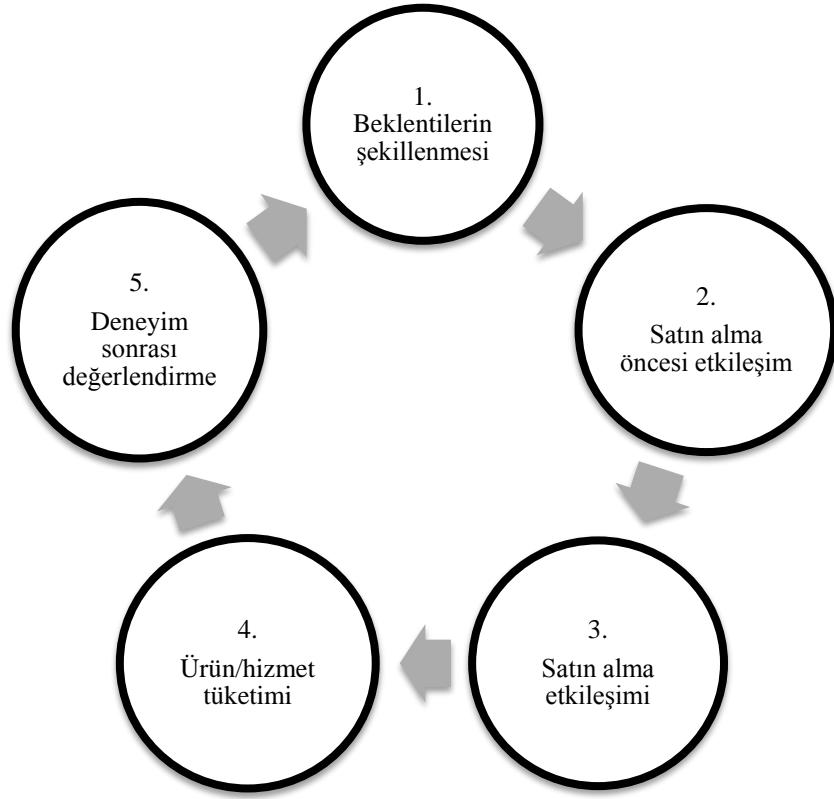 1.
Beklentilerin
şekillenmesi
2.
Satın alma
öncesi etkileşim
3.
Satın alma
etkileşimi
4.
Ürün/hizmet
tüketimi
5.
Deneyim
sonrası
değerlendirme